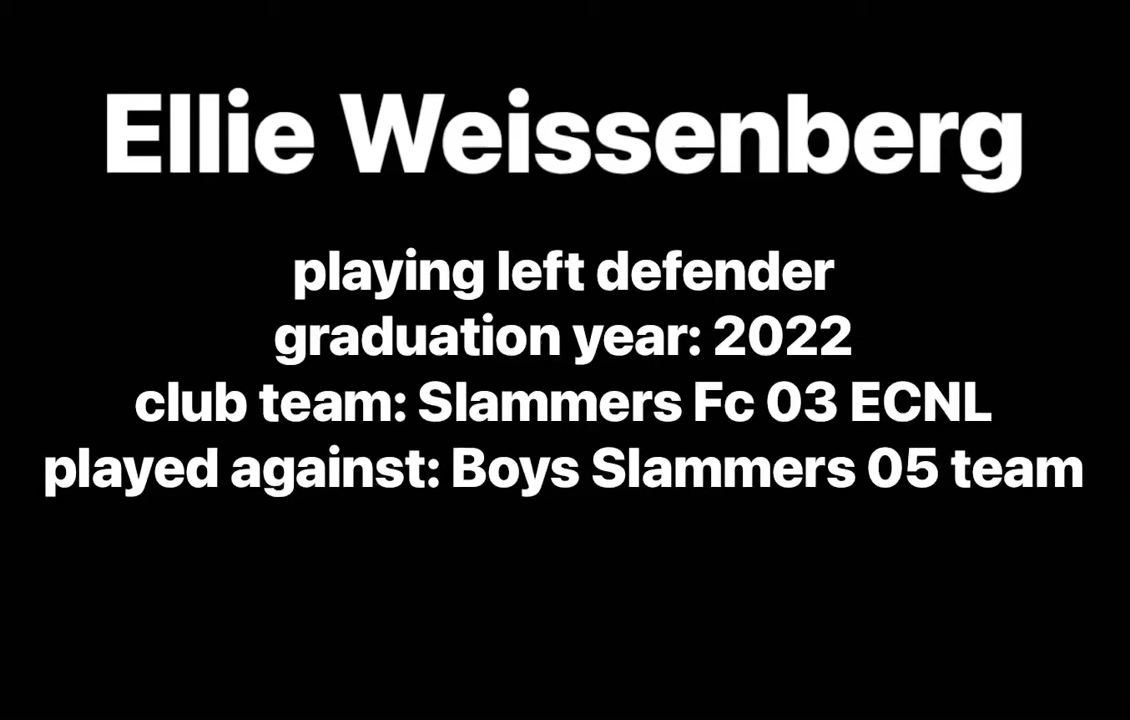 Ellie Weissenberg
playing left defender
graduation year: 2022
club team: Slammers Fc 03 ECNL
played against: Boys Slammers 05 team